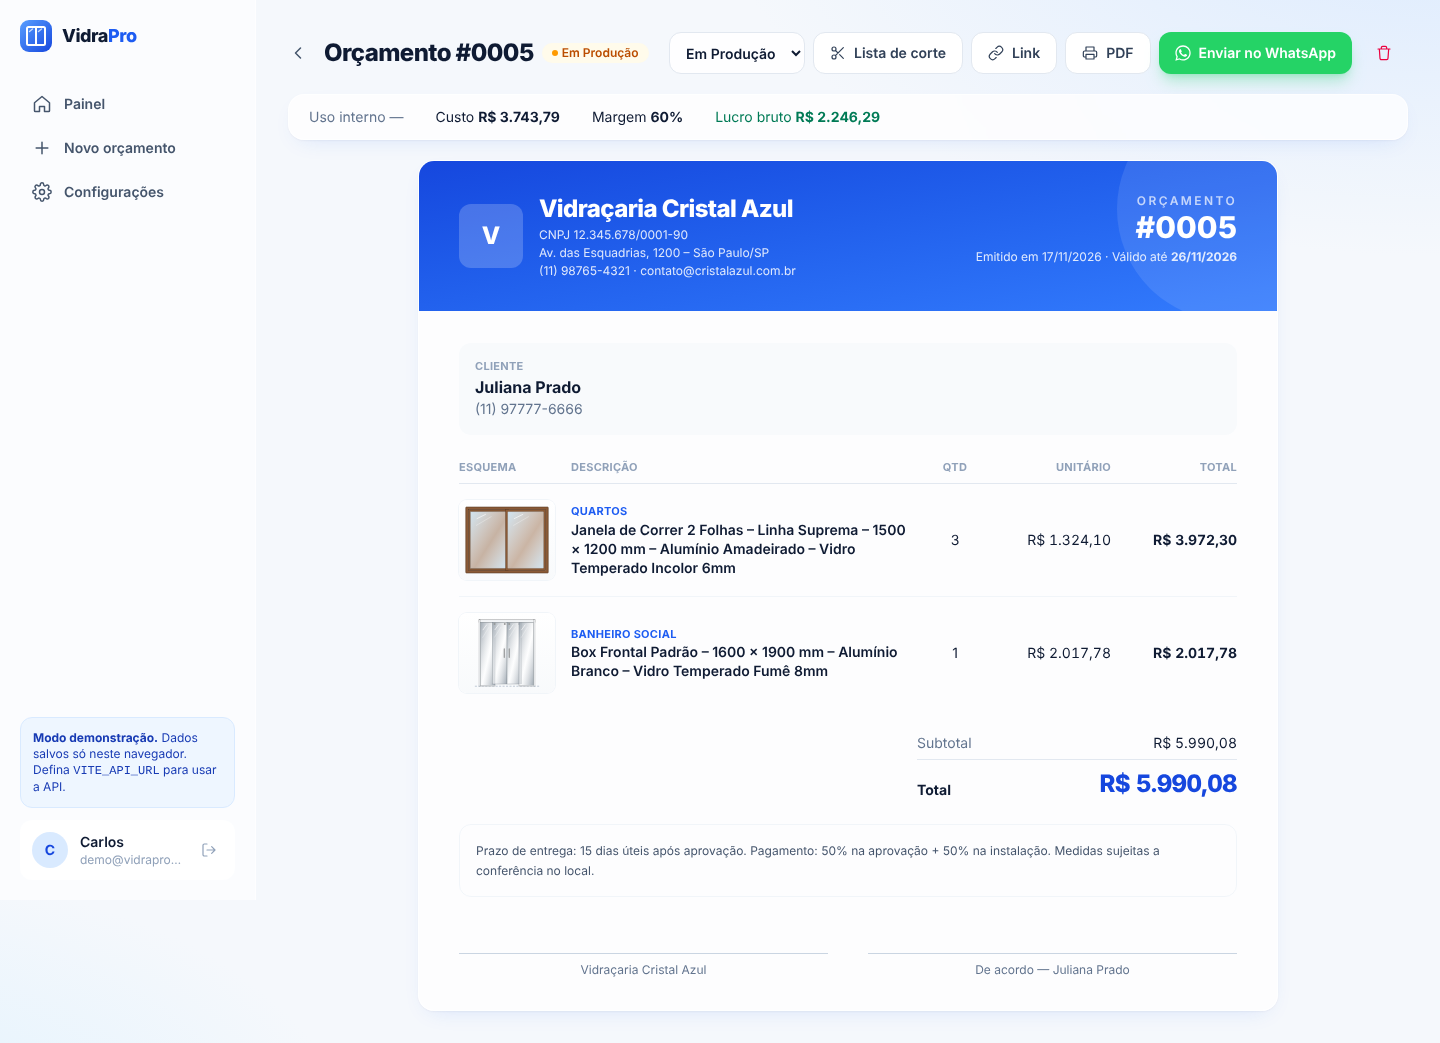 VidraPro
Painel
Novo orçamento
Configurações
Modo demonstração. Dados
salvos só neste navegador.
Defina VITE_API_URL para usar
a API.
C
Carlos
demo@vidrapro...
Orçamento #0005
Em Produção
Em Produção
Lista de corte
Link
PDF
Enviar no WhatsApp
Uso interno — Custo R$ 3.743,79 Margem 60% Lucro bruto R$ 2.246,29
V
Vidraçaria Cristal Azul
CNPJ 12.345.678/0001-90
Av. das Esquadrias, 1200 – São Paulo/SP
(11) 98765-4321 · contato@cristalazul.com.br
ORÇAMENTO
#0005
Emitido em 17/11/2026 · Válido até 26/11/2026
CLIENTE
Juliana Prado
(11) 97777-6666
ESQUEMA DESCRIÇÃO QTD UNITÁRIO TOTAL
QUARTOS
Janela de Correr 2 Folhas – Linha Suprema – 1500
× 1200 mm – Alumínio Amadeirado – Vidro
Temperado Incolor 6mm
3 R$ 1.324,10 R$ 3.972,30
BANHEIRO SOCIAL
Box Frontal Padrão – 1600 × 1900 mm – Alumínio
Branco – Vidro Temperado Fumê 8mm
1 R$ 2.017,78 R$ 2.017,78
Subtotal R$ 5.990,08
Total R$ 5.990,08
Prazo de entrega: 15 dias úteis após aprovação. Pagamento: 50% na aprovação + 50% na instalação. Medidas sujeitas a
conferência no local.
Vidraçaria Cristal Azul
De acordo — Juliana Prado